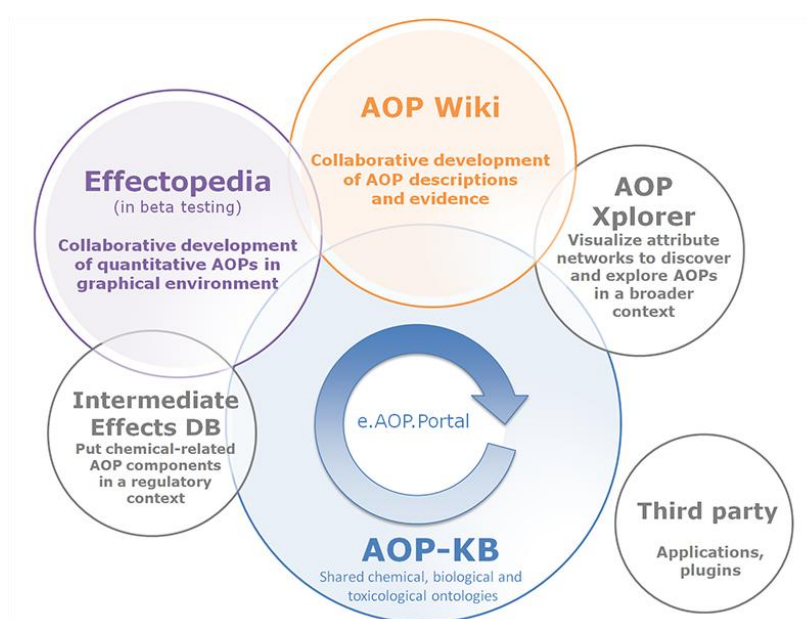 AOP Wiki
Collaborative development
of AOP descriptions
and evidence
Effectopedia
(in beta testing)
Collaborative development
of quantitative AOPs in
graphical environment
AOP
Xplorer
Visualize attribute
networks to discover
and explore AOPs
in a broader
context
Intermediate
Effects DB
Put chemical-related
AOP components
in a regulatory
context
e.AOP.Portal
AOP-KB
Shared chemical, biological and
toxicological ontologies
Third party
Applications,
plugins